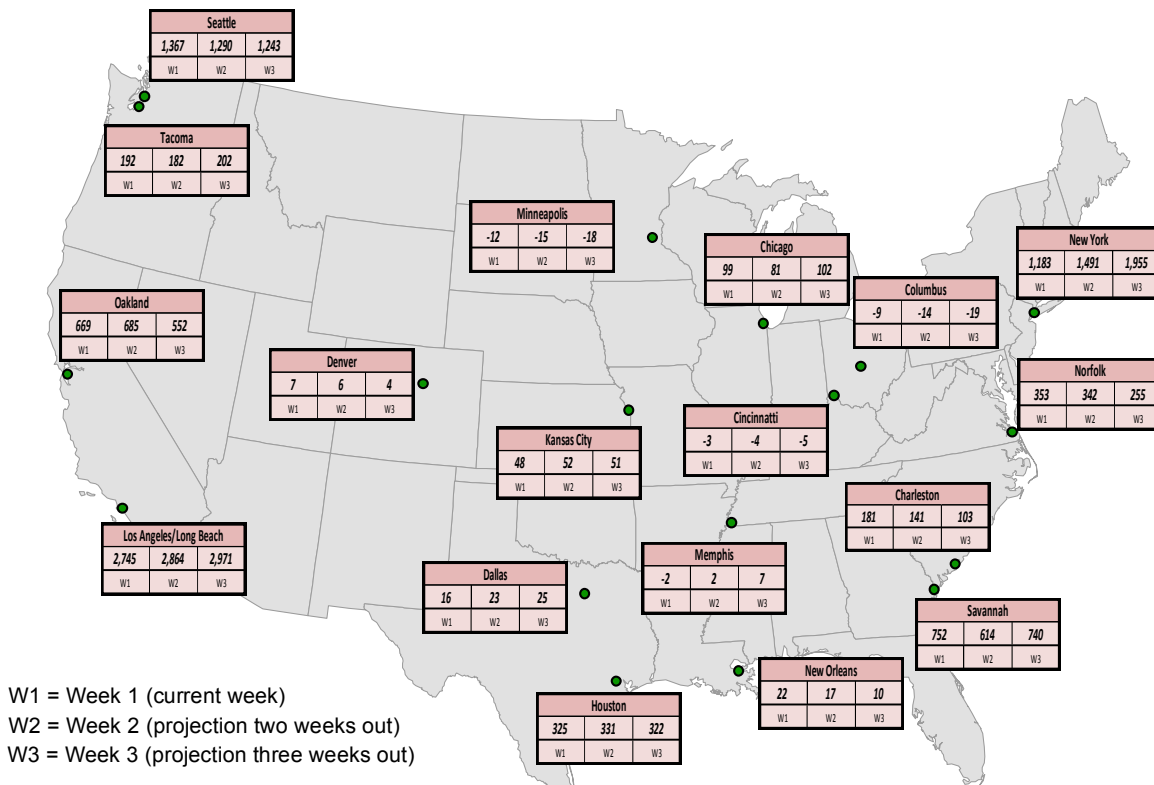 Seattle
1,367 1,290 1,243
W1 W2 W3
Tacoma
192 182 202
W1 W2 W3
Minneapolis
-12 -15 -18
W1 W2 W3
Chicago
99 81 102
W1 W2 W3
New York
1,183 1,491 1,955
W1 W2 W3
Columbus
-9 -14 -19
W1 W2 W3
Oakland
669 685 552
W1 W2 W3
Denver
7 6 4
W1 W2 W3
Norfolk
353 342 255
W1 W2 W3
Cincinnatti
-3 -4 -5
W1 W2 W3
Kansas City
48 52 51
W1 W2 W3
Charleston
181 141 103
W1 W2 W3
Los Angeles/Long Beach
2,745 2,864 2,971
W1 W2 W3
Memphis
-2 2 7
W1 W2 W3
Dallas
16 23 25
W1 W2 W3
Savannah
752 614 740
W1 W2 W3
New Orleans
22 17 10
W1 W2 W3
Houston
325 331 322
W1 W2 W3
W1 = Week 1 (current week)
W2 = Week 2 (projection two weeks out)
W3 = Week 3 (projection three weeks out)